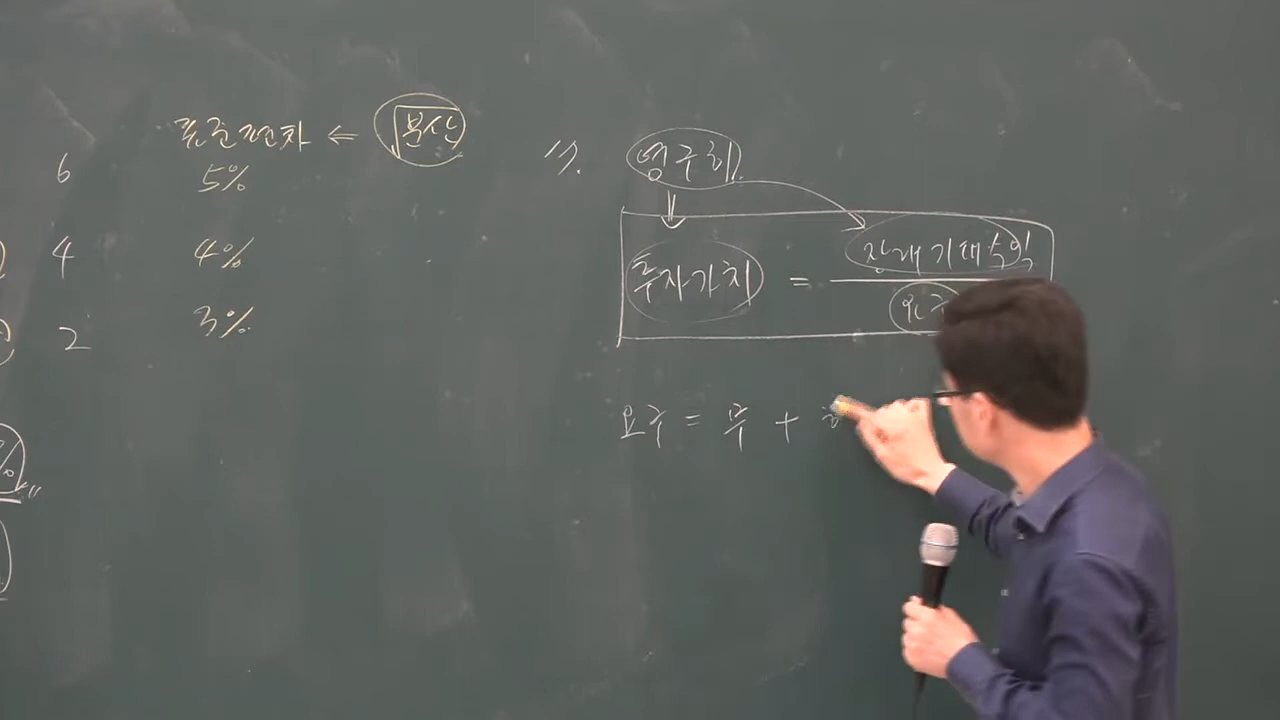 표준편차 ⇐ √분산
6 5%
4 4%
2 3%
%
17. 영구히
투자가치 = 장래기대수익
요구 = 무 +